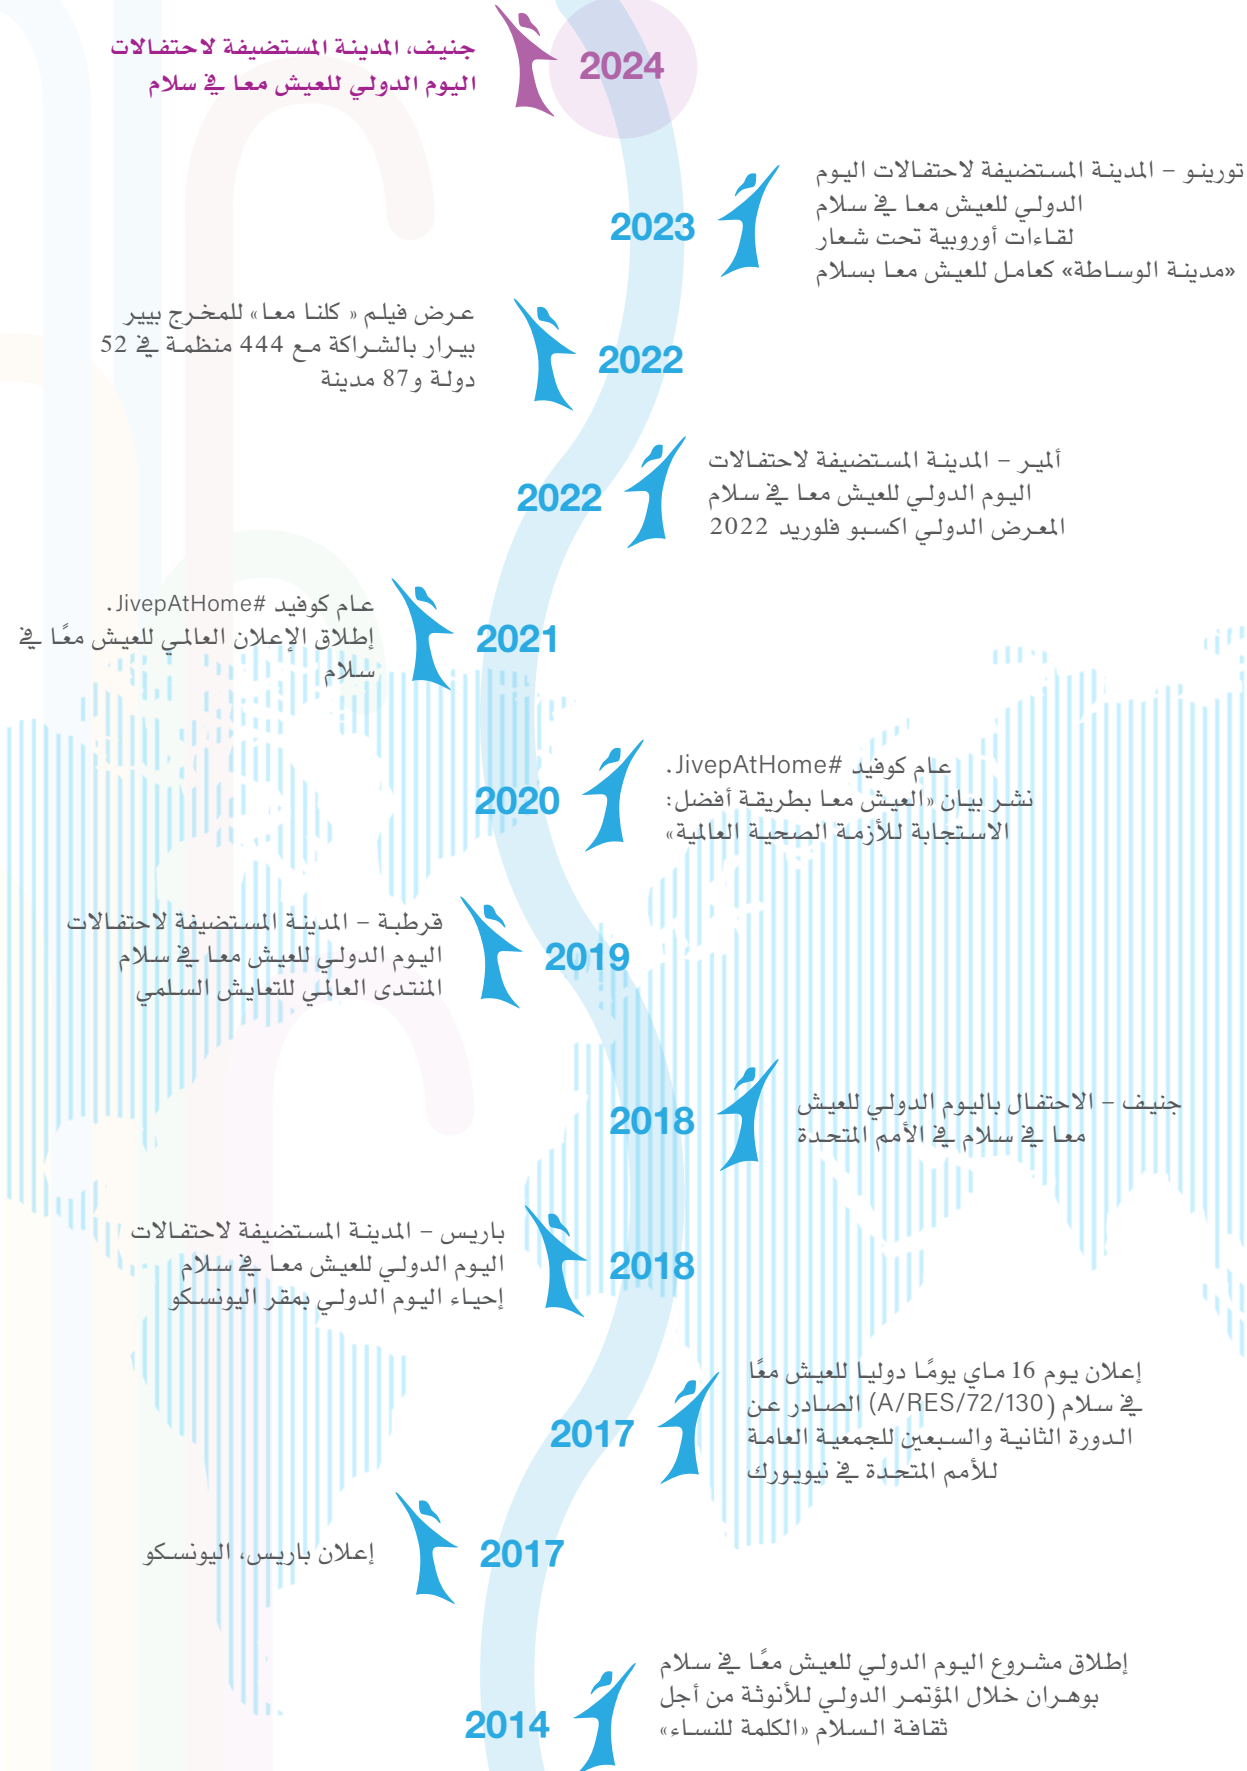 2024
جنيف، المدينة المستضيفة لاحتفالات
اليوم الدولي للعيش معا في سلام
2023
تورينو – المدينة المستضيفة لاحتفالات اليوم
الدولي للعيش معا في سلام
لقاءات أوروبية تحت شعار
«مدينة الوساطة» كعامل للعيش معا بسلام
2022
عرض فيلم « كلنا معا» للمخرج بيير
بيرار بالشراكة مع 444 منظمة في 52
دولة و87 مدينة
2022
ألمير – المدينة المستضيفة لاحتفالات
اليوم الدولي للعيش معا في سلام
المعرض الدولي اكسبو فلوريد 2022
2021
عام كوفيد #JivepAtHome.
إطلاق الإعلان العالمي للعيش معًا في
سلام
2020
عام كوفيد #JivepAtHome.
نشر بيان «العيش معا بطريقة أفضل:
الاستجابة للأزمة الصحية العالمية»
2019
قرطبة – المدينة المستضيفة لاحتفالات
اليوم الدولي للعيش معا في سلام
المنتدى العالمي للتعايش السلمي
2018
جنيف – الاحتفال باليوم الدولي للعيش
معا في سلام في الأمم المتحدة
2018
باريس – المدينة المستضيفة لاحتفالات
اليوم الدولي للعيش معا في سلام
إحياء اليوم الدولي بمقر اليونسكو
2017
إعلان يوم 16 ماي يومًا دوليا للعيش معًا
في سلام (A/RES/72/130) الصادر عن
الدورة الثانية والسبعين للجمعية العامة
للأمم المتحدة في نيويورك
2017
إعلان باريس، اليونسكو
2014
إطلاق مشروع اليوم الدولي للعيش معًا في سلام
بوهران خلال المؤتمر الدولي للأنوثة من أجل
ثقافة السلام «الكلمة للنساء»